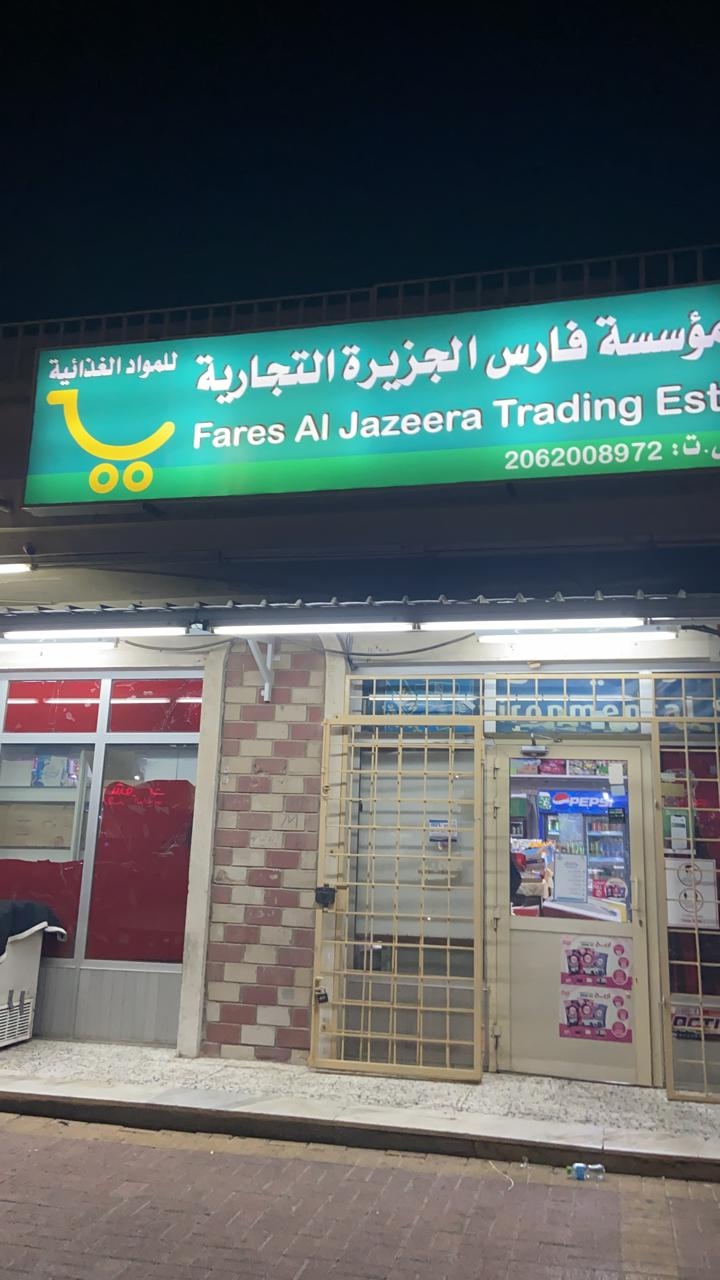 مؤسسة فارس الجزيرة التجارية
للمواد الغذائية
Fares Al Jazeera Trading Est
س.ت: 2062008972
PEPSI